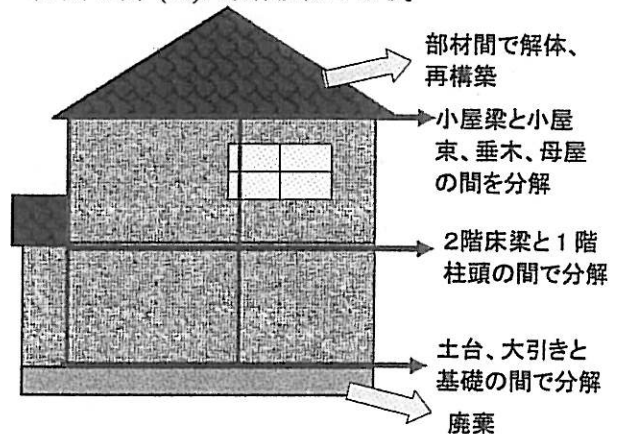 部材間で解体、
再構築
小屋梁と小屋
束、垂木、母屋
の間を分解
2階床梁と1階
柱頭の間で分解
土台、大引きと
基礎の間で分解
廃棄